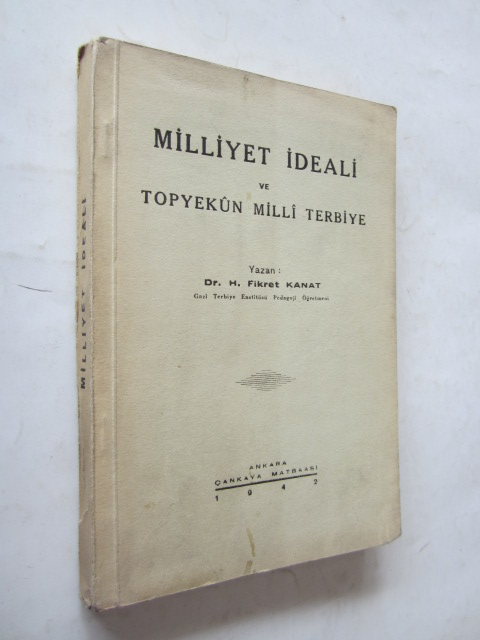 MİLLİYET İDEALİ
MİLLİYET İDEALİ
VE
TOPYEKÛN MİLLÎ TERBİYE
Yazan :
Dr. H. Fikret KANAT
Gazi Terbiye Enstitüsü Pedagoji Öğretmeni
ANKARA
ÇANKAYA MATBAASI
1942